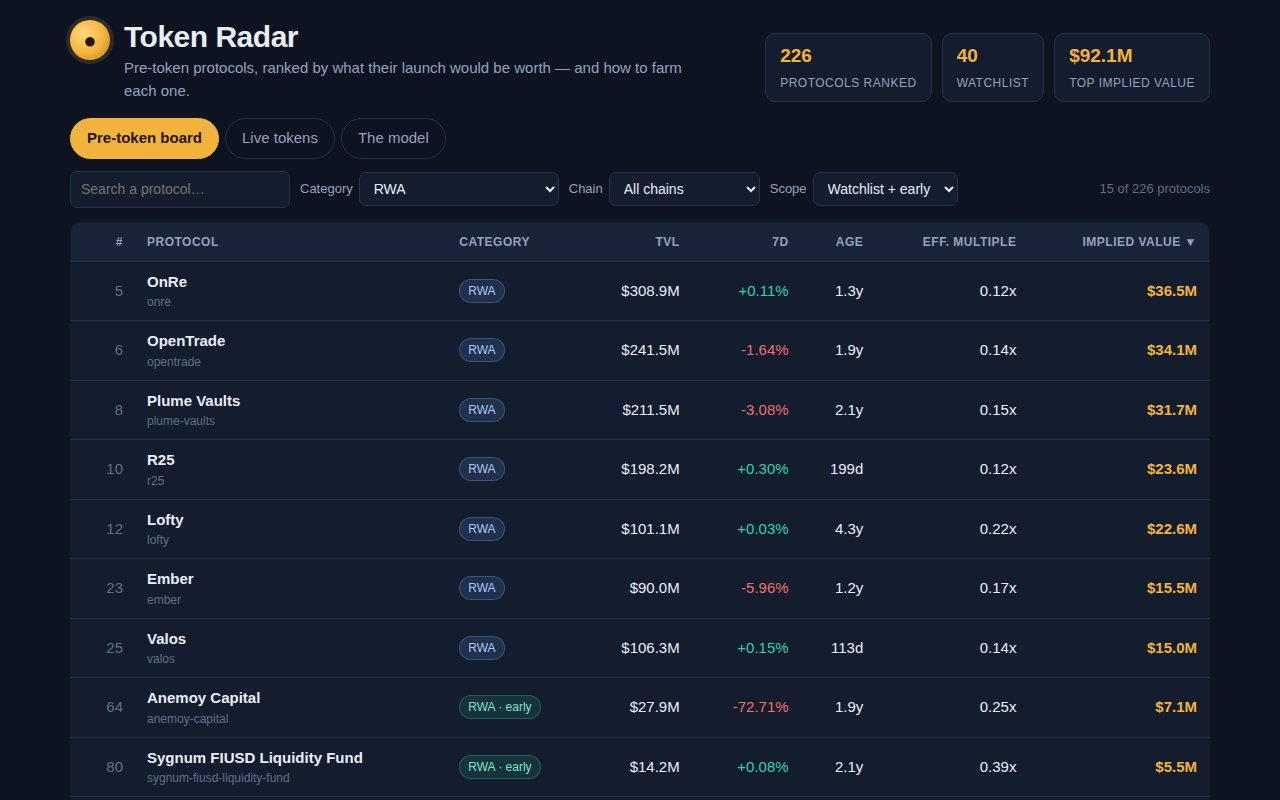 Token Radar
Pre-token protocols, ranked by what their launch would be worth — and how to farm
each one.
226
PROTOCOLS RANKED
40
WATCHLIST
$92.1M
TOP IMPLIED VALUE
Pre-token board
Live tokens
The model
Search a protocol…
Category
RWA
Chain
All chains
Scope
Watchlist + early
15 of 226 protocols
# PROTOCOL CATEGORY TVL 7D AGE EFF. MULTIPLE IMPLIED VALUE ▼
5 OnRe RWA $308.9M +0.11% 1.3y 0.12x $36.5M
onre
6 OpenTrade RWA $241.5M -1.64% 1.9y 0.14x $34.1M
opentrade
8 Plume Vaults RWA $211.5M -3.08% 2.1y 0.15x $31.7M
plume-vaults
10 R25 RWA $198.2M +0.30% 199d 0.12x $23.6M
r25
12 Lofty RWA $101.1M +0.03% 4.3y 0.22x $22.6M
lofty
23 Ember RWA $90.0M -5.96% 1.2y 0.17x $15.5M
ember
25 Valos RWA $106.3M +0.15% 113d 0.14x $15.0M
valos
64 Anemoy Capital RWA · early $27.9M -72.71% 1.9y 0.25x $7.1M
anemoy-capital
80 Sygnum FIUSD Liquidity Fund RWA · early $14.2M +0.08% 2.1y 0.39x $5.5M
sygnum-fiusd-liquidity-fund